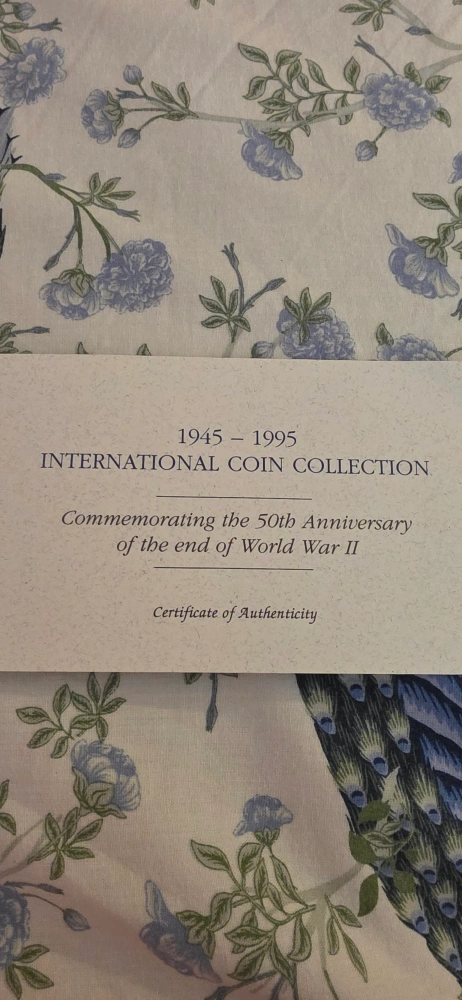 1945 – 1995
INTERNATIONAL COIN COLLECTION
Commemorating the 50th Anniversary
of the end of World War II
Certificate of Authenticity